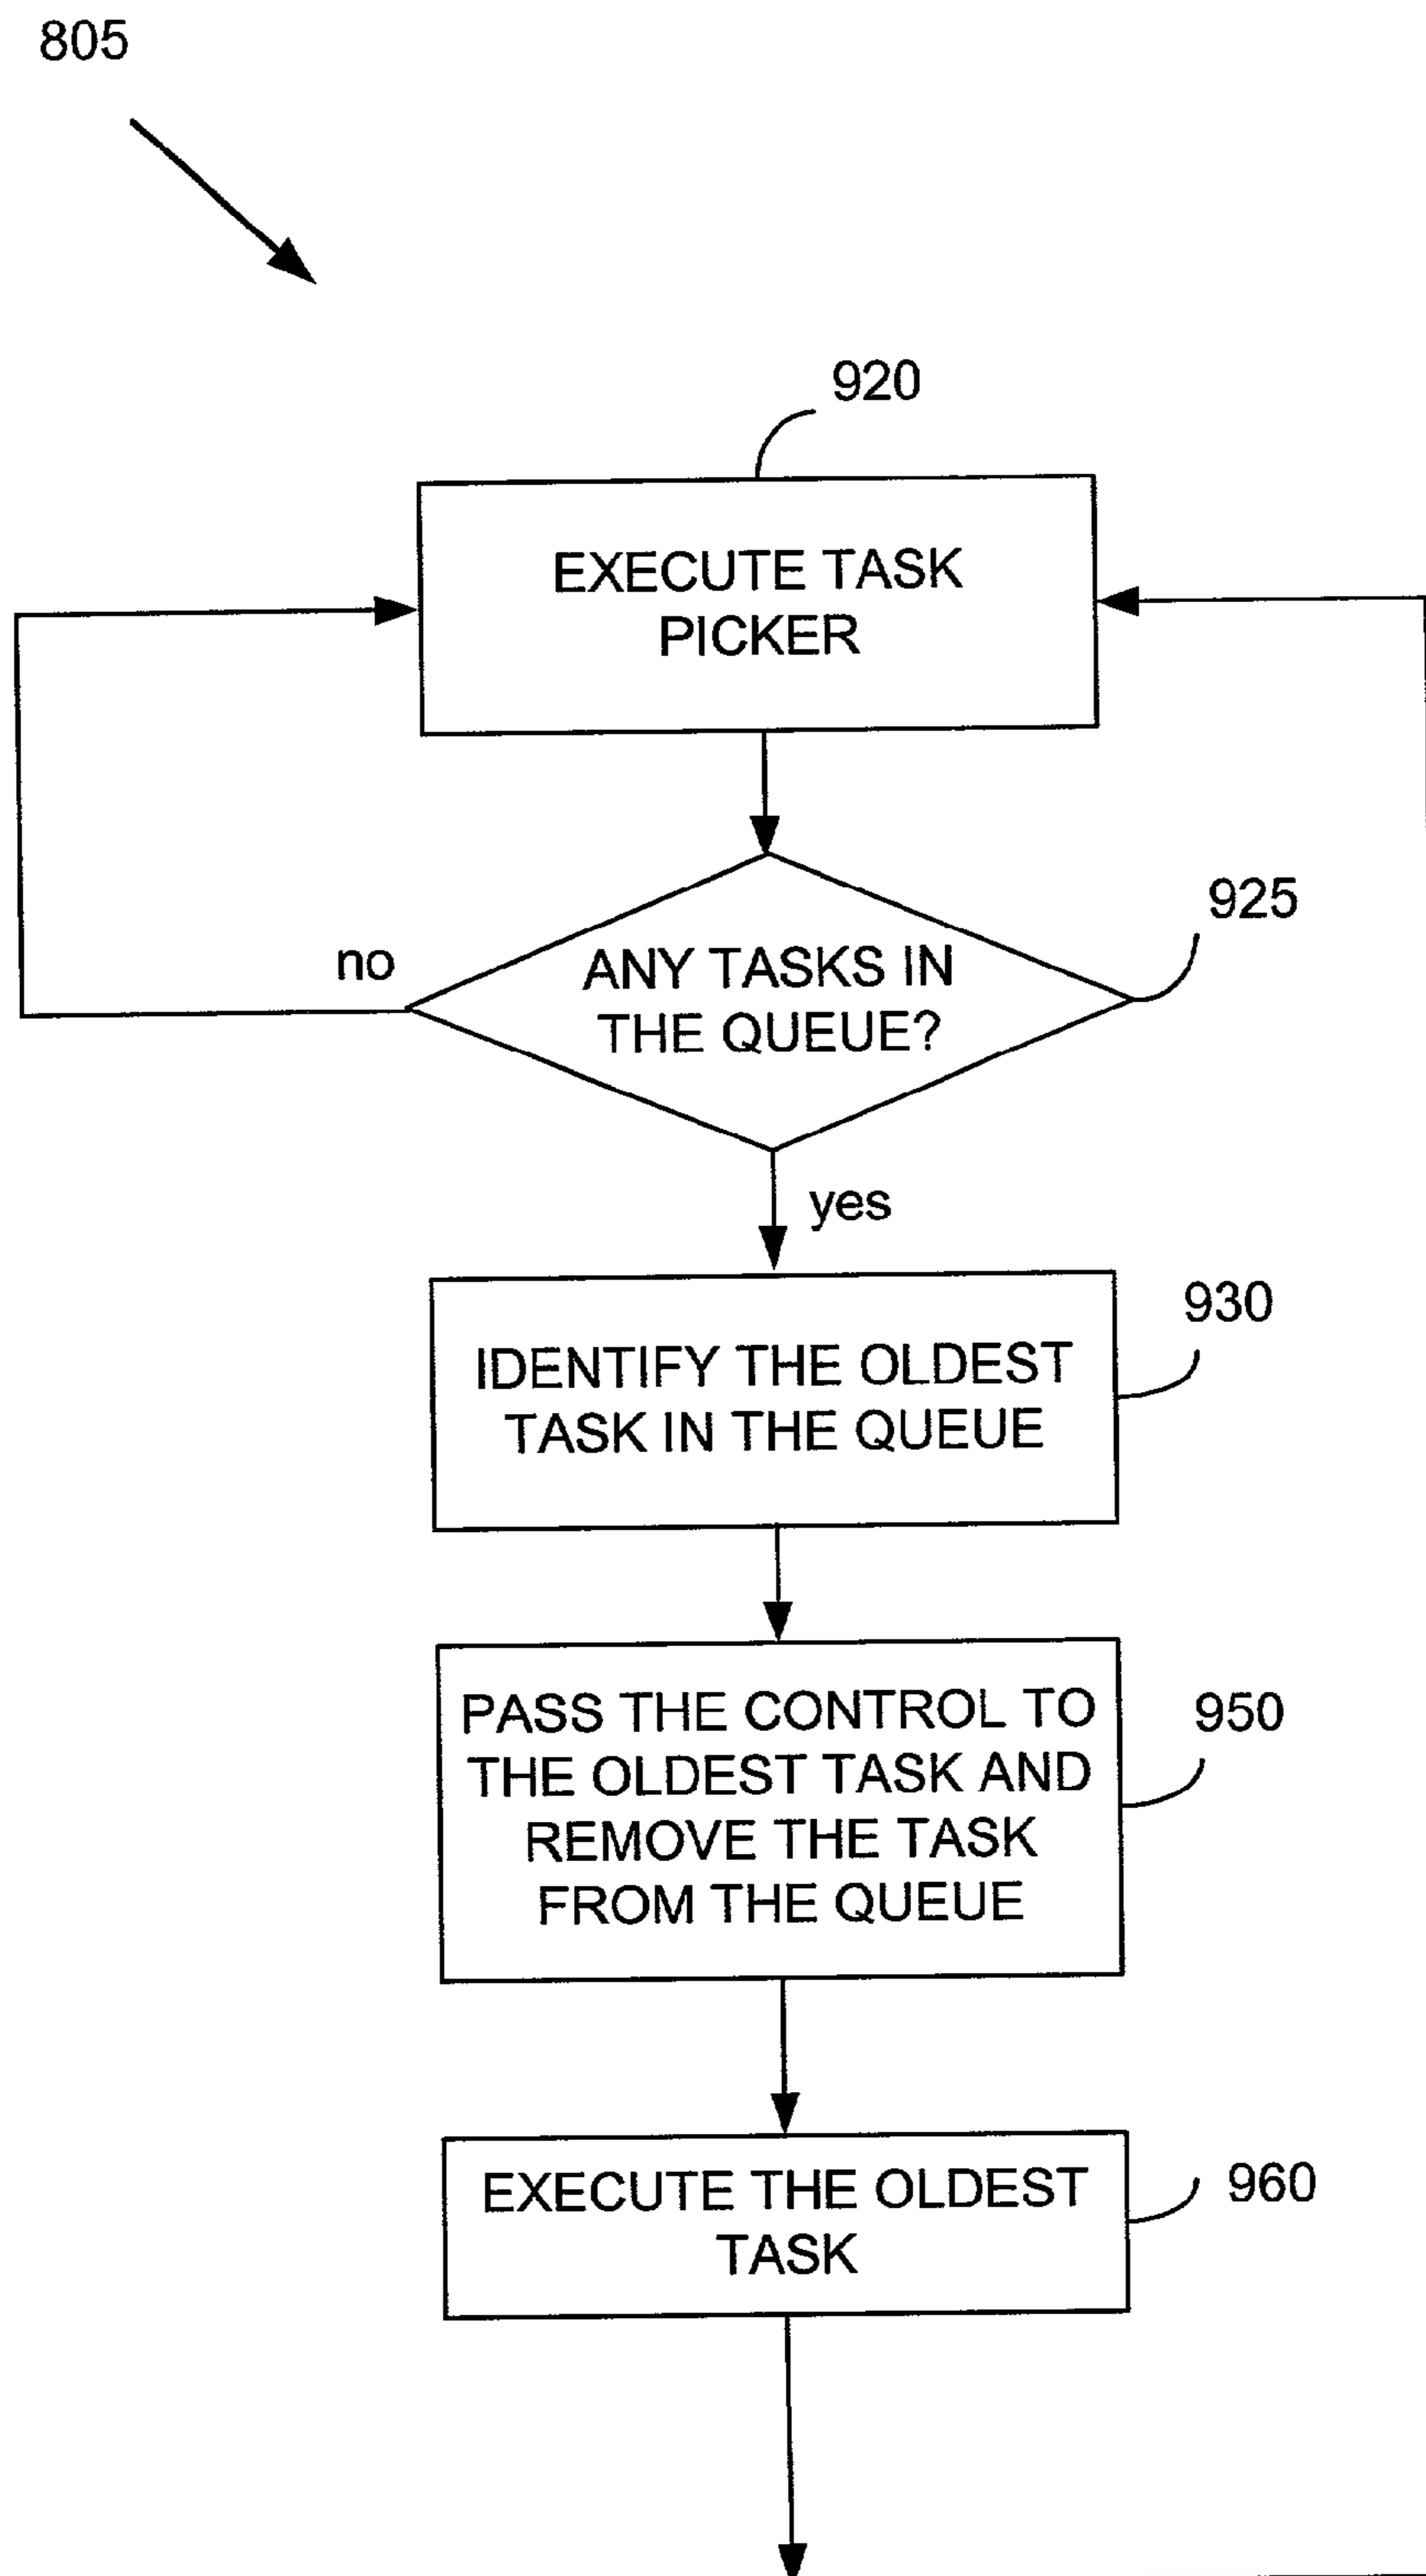 805
920
EXECUTE TASK
PICKER
925
no
ANY TASKS IN
THE QUEUE?
yes
930
IDENTIFY THE OLDEST
TASK IN THE QUEUE
950
PASS THE CONTROL TO
THE OLDEST TASK AND
REMOVE THE TASK
FROM THE QUEUE
960
EXECUTE THE OLDEST
TASK